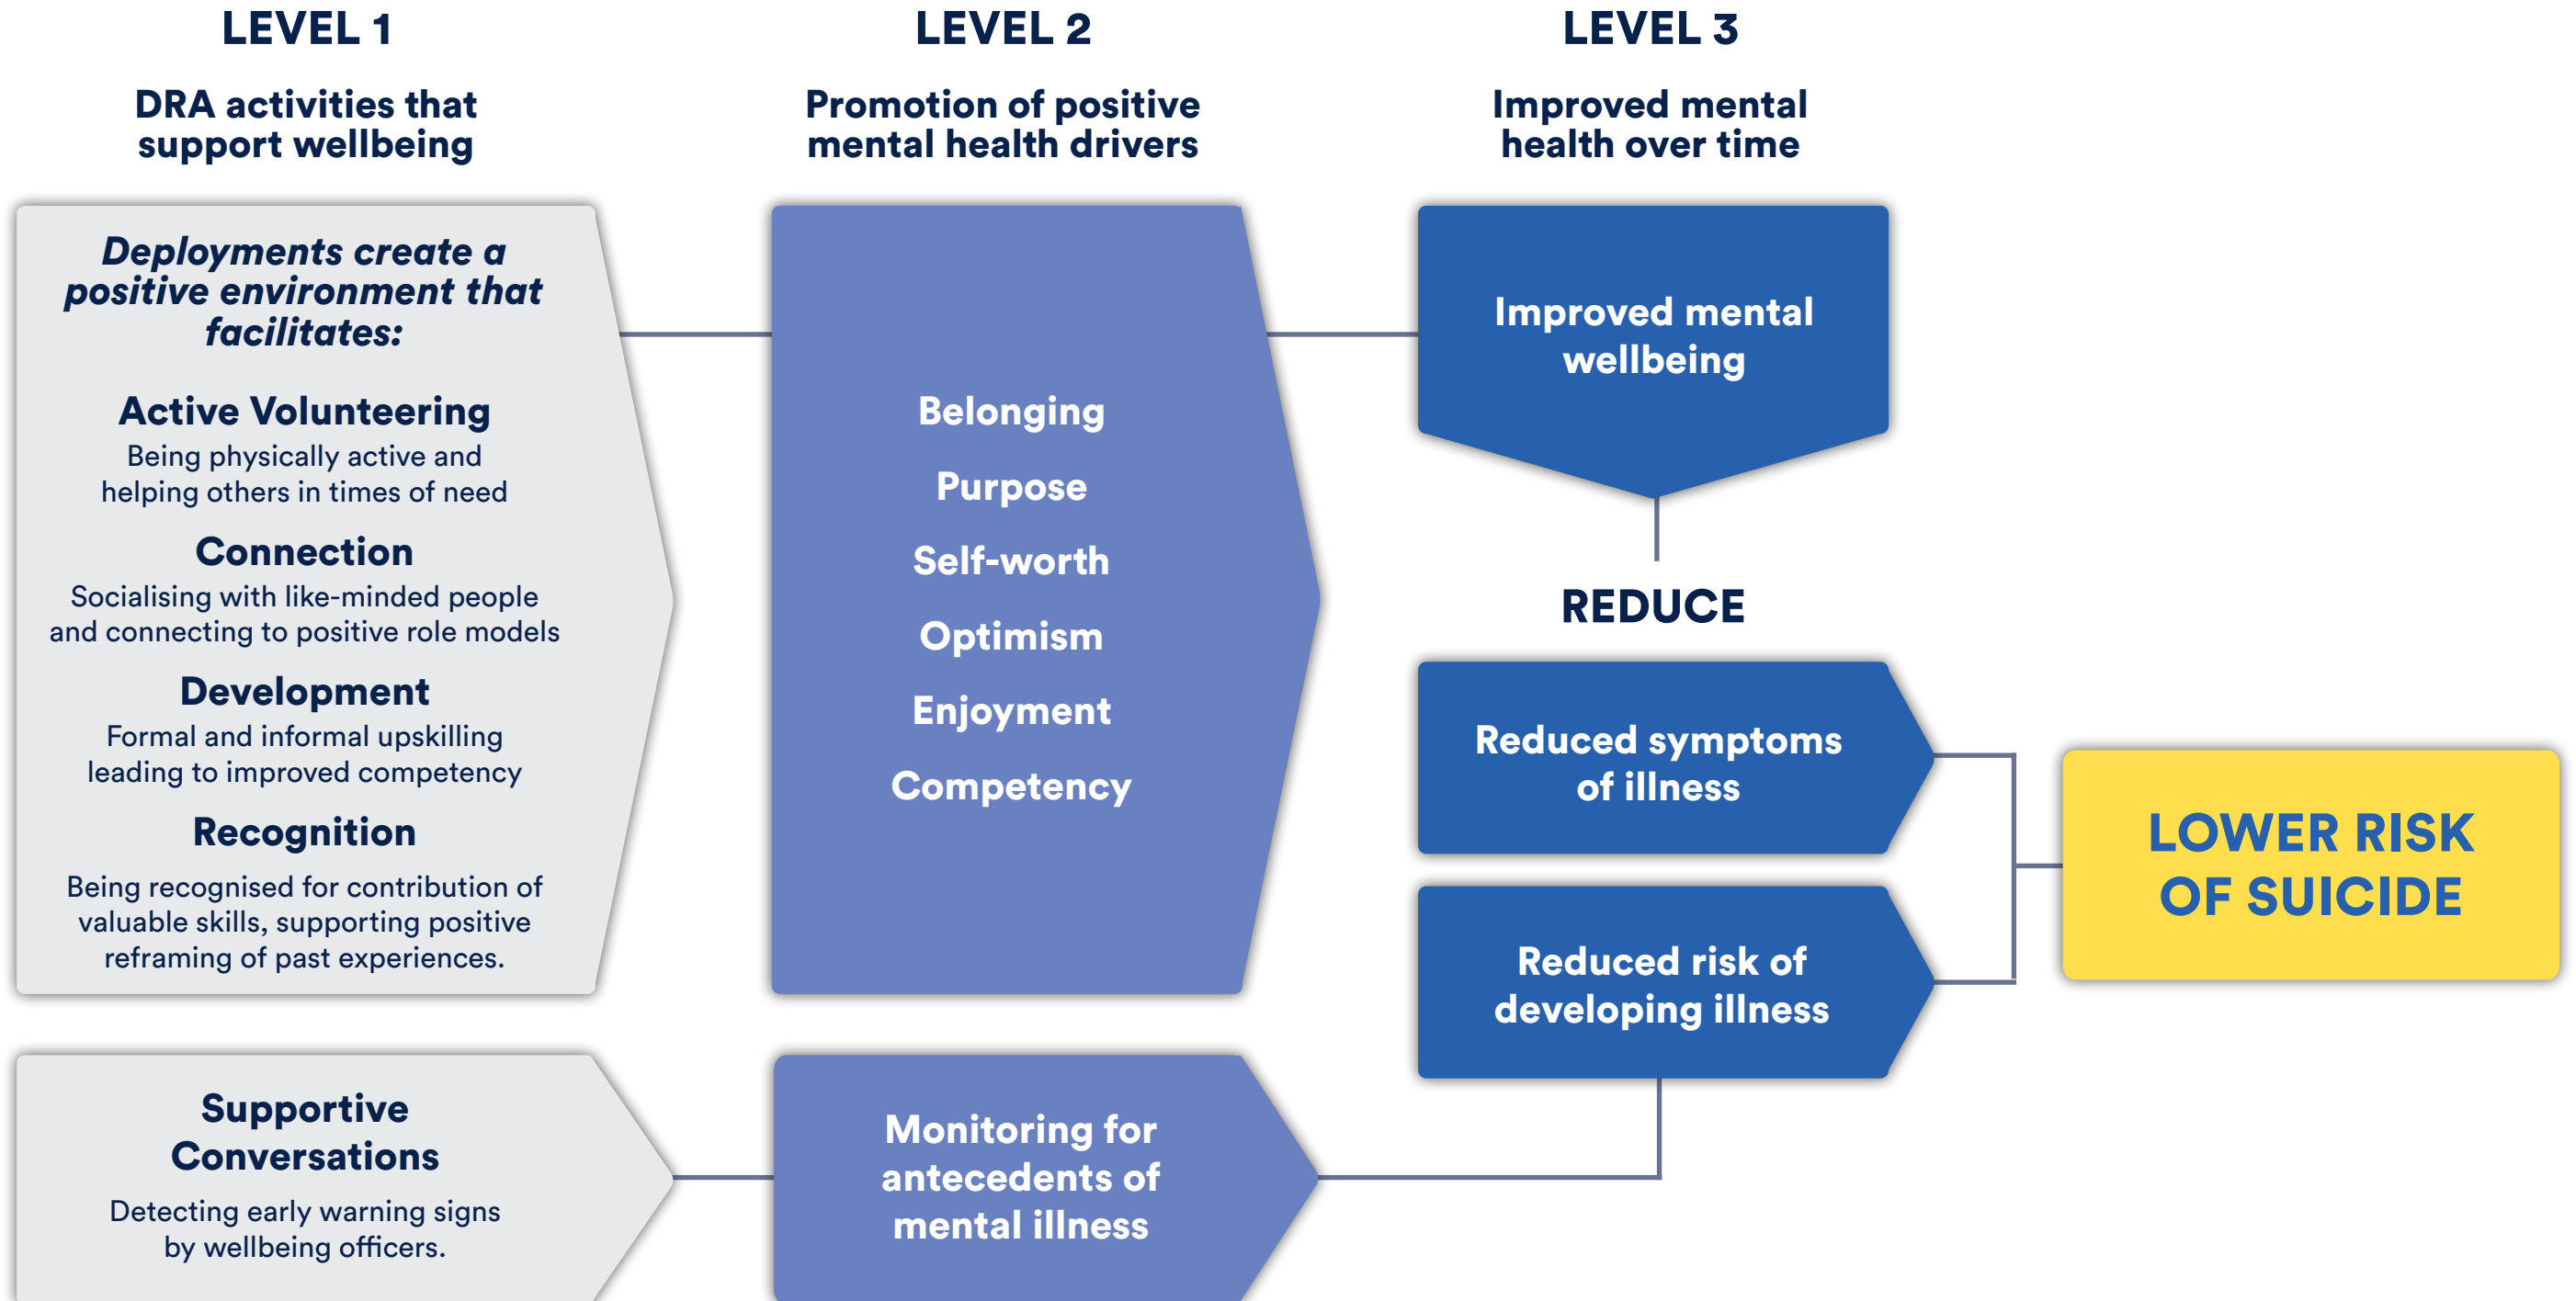 LEVEL 1
DRA activities that
support wellbeing
Deployments create a
positive environment that
facilitates:
Active Volunteering
Being physically active and
helping others in times of need
Connection
Socialising with like-minded people
and connecting to positive role models
Development
Formal and informal upskilling
leading to improved competency
Recognition
Being recognised for contribution of
valuable skills, supporting positive
reframing of past experiences.
Supportive
Conversations
Detecting early warning signs
by wellbeing officers.
LEVEL 2
Promotion of positive
mental health drivers
Belonging
Purpose
Self-worth
Optimism
Enjoyment
Competency
Monitoring for
antecedents of
mental illness
LEVEL 3
Improved mental
health over time
Improved mental
wellbeing
REDUCE
Reduced symptoms
of illness
Reduced risk of
developing illness
LOWER RISK
OF SUICIDE